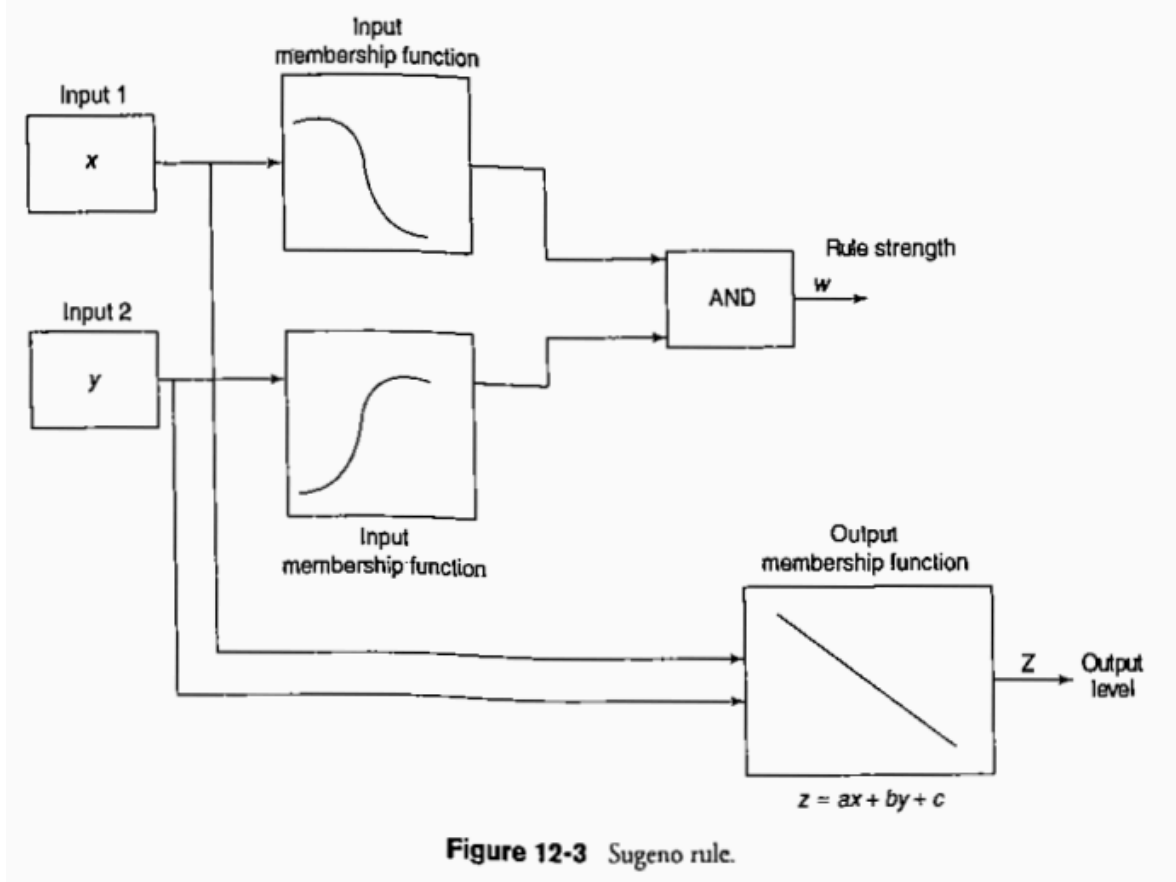 Input
membership function
Input 1
x
Rule strength
AND
w
Input 2
y
Input
membership function
Output
membership function
Z
Output
level
z = ax + by + c
Figure 12-3 Sugeno rule.